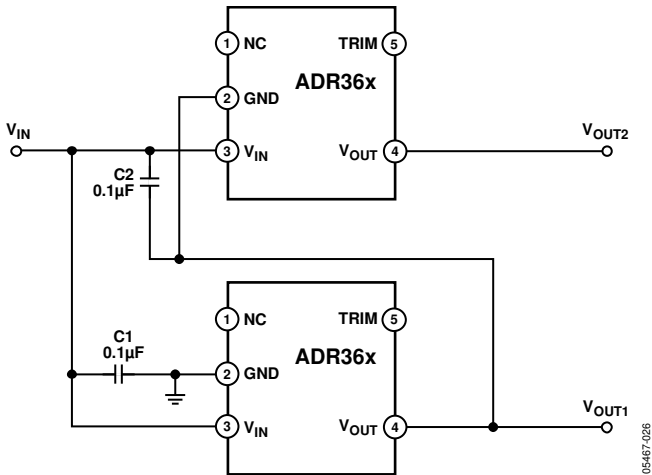 1 NC
TRIM 5
ADR36x
2 GND
VIN
3 VIN
VOUT 4
VOUT2
C2
0.1µF
1 NC
TRIM 5
C1
0.1µF
ADR36x
2 GND
3 VIN
VOUT 4
VOUT1
05467-026